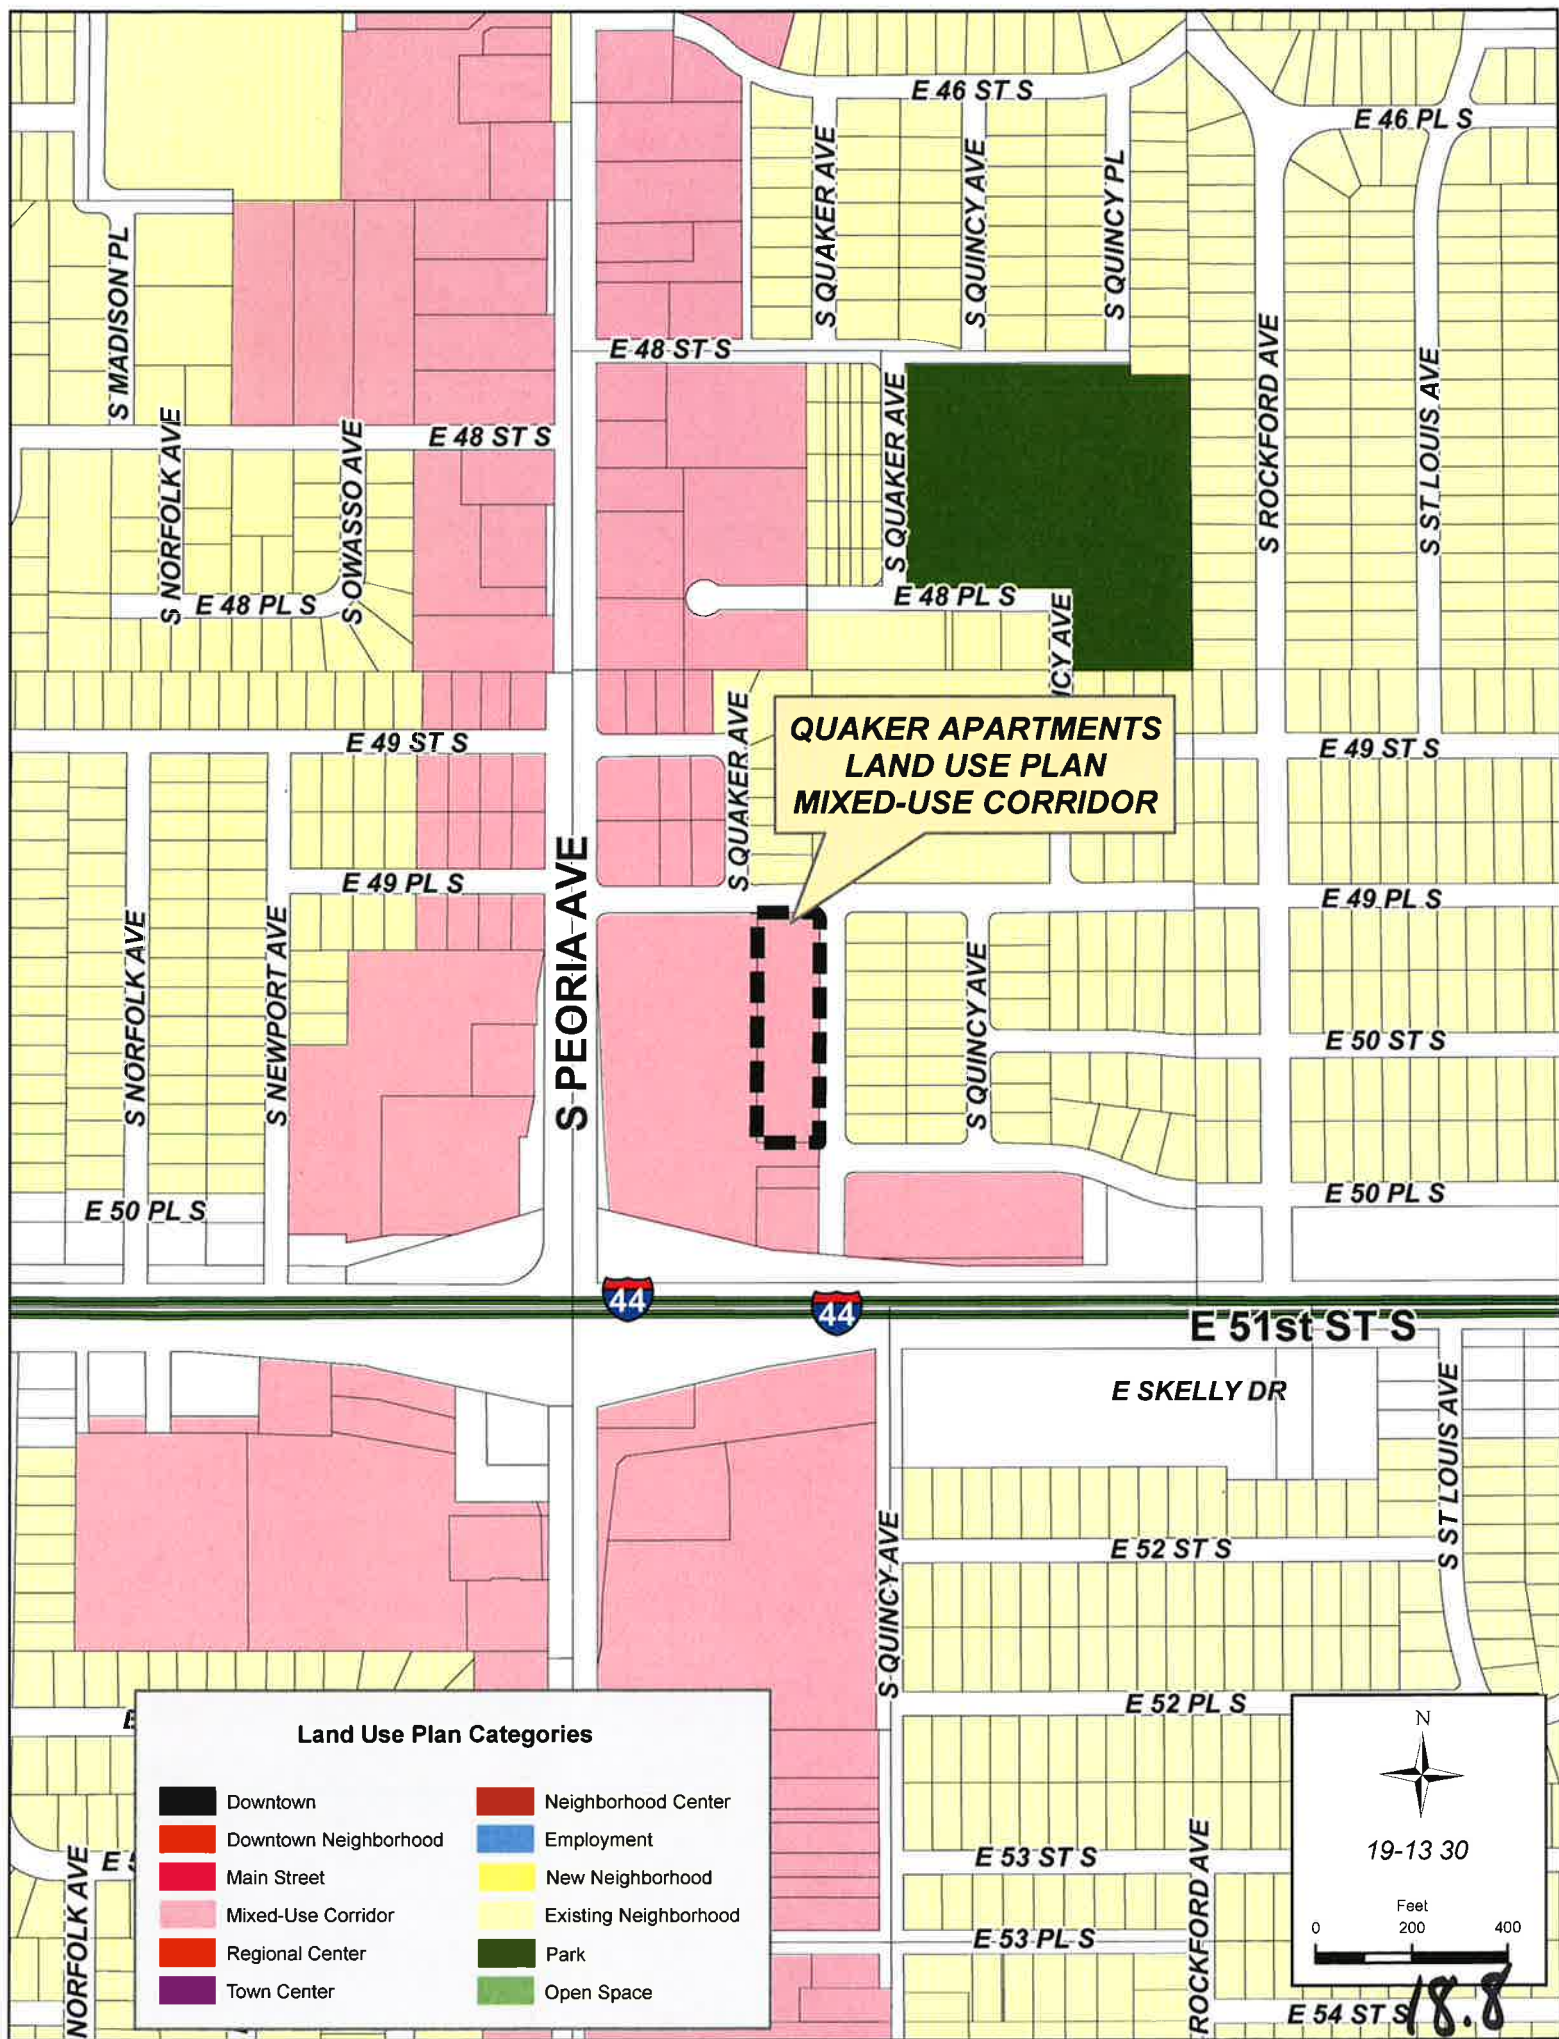 E 46 ST S
E 46 PL S
S QUAKER AVE
S QUINCY AVE
S QUINCY PL
S MADISON PL
S ROCKFORD AVE
S ST LOUIS AVE
E 48 ST S
E 48 ST S
S NORFOLK AVE
S OWASSO AVE
S QUAKER AVE
E 48 PL S
E 48 PL S
ICY AVE
S QUAKER AVE
QUAKER APARTMENTS
LAND USE PLAN
MIXED-USE CORRIDOR
E 49 ST S
E 49 ST S
E 49 PL S
E 49 PL S
S PEORIA AVE
S NORFOLK AVE
S NEWPORT AVE
S QUINCY AVE
E 50 ST S
E 50 PL S
E 50 PL S
44
44
E 51st ST S
E SKELLY DR
S ST LOUIS AVE
S QUINCY AVE
E 52 ST S
E 52 PL S
E
Land Use Plan Categories
Downtown
Downtown Neighborhood
Main Street
Mixed-Use Corridor
Regional Center
Town Center
Neighborhood Center
Employment
New Neighborhood
Existing Neighborhood
Park
Open Space
E 5
NORFOLK AVE
E 53 ST S
E 53 PL S
ROCKFORD AVE
E 54 ST S
N
19-13 30
Feet
0 200 400
18.8